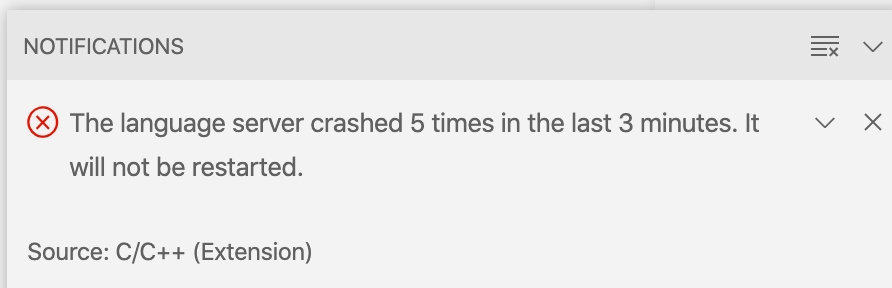 NOTIFICATIONS
The language server crashed 5 times in the last 3 minutes. It
will not be restarted.
Source: C/C++ (Extension)